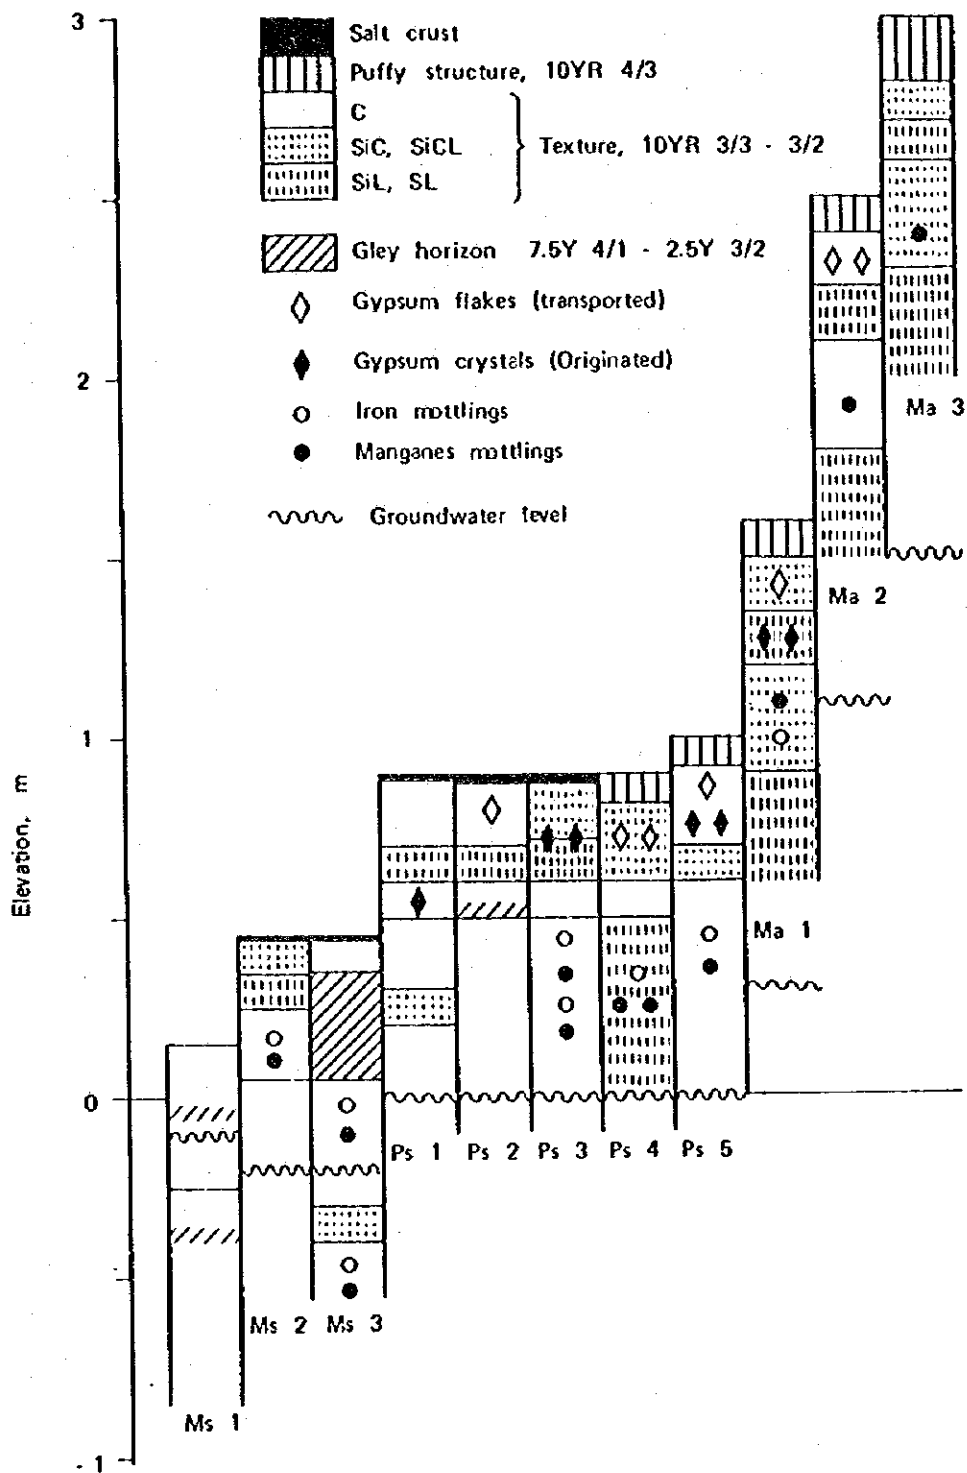 3
Salt crust
Puffy structure, 10YR 4/3
C
SiC, SiCL
Texture, 10YR 3/3 - 3/2
SiL, SL
Gley horizon 7.5Y 4/1 - 2.5Y 3/2
Gypsum flakes (transported)
Gypsum crystals (Originated)
2
Iron mottlings
Ma 3
Manganes mottlings
Groundwater level
Ma 2
1
Elevation, m
Ma 1
0
Ps 1 Ps 2 Ps 3 Ps 4 Ps 5
Ms 2 Ms 3
Ms 1
-1